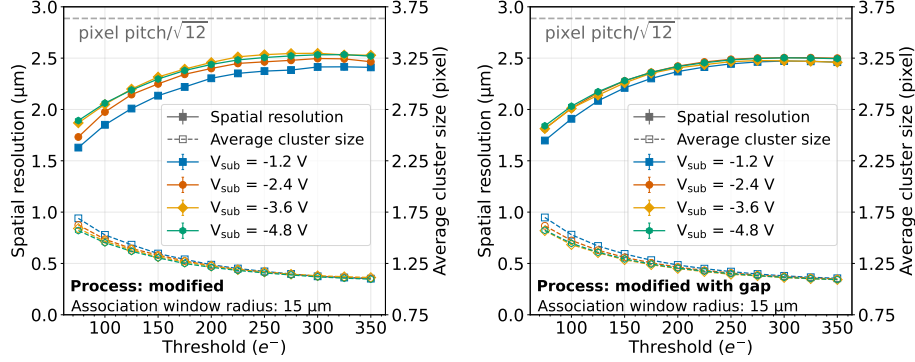 3.0
2.5
2.0
1.5
1.0
0.5
0.0
Spatial resolution (μm)
pixel pitch/√12
Spatial resolution
Average cluster size
V_sub = -1.2 V
V_sub = -2.4 V
V_sub = -3.6 V
V_sub = -4.8 V
Process: modified
Association window radius: 15 μm
100 150 200 250 300 350
Threshold (e⁻)
3.75
3.25
2.75
2.25
1.75
1.25
0.75
Average cluster size (pixel)
3.0
2.5
2.0
1.5
1.0
0.5
0.0
Spatial resolution (μm)
pixel pitch/√12
Spatial resolution
Average cluster size
V_sub = -1.2 V
V_sub = -2.4 V
V_sub = -3.6 V
V_sub = -4.8 V
Process: modified with gap
Association window radius: 15 μm
100 150 200 250 300 350
Threshold (e⁻)
3.75
3.25
2.75
2.25
1.75
1.25
0.75
Average cluster size (pixel)